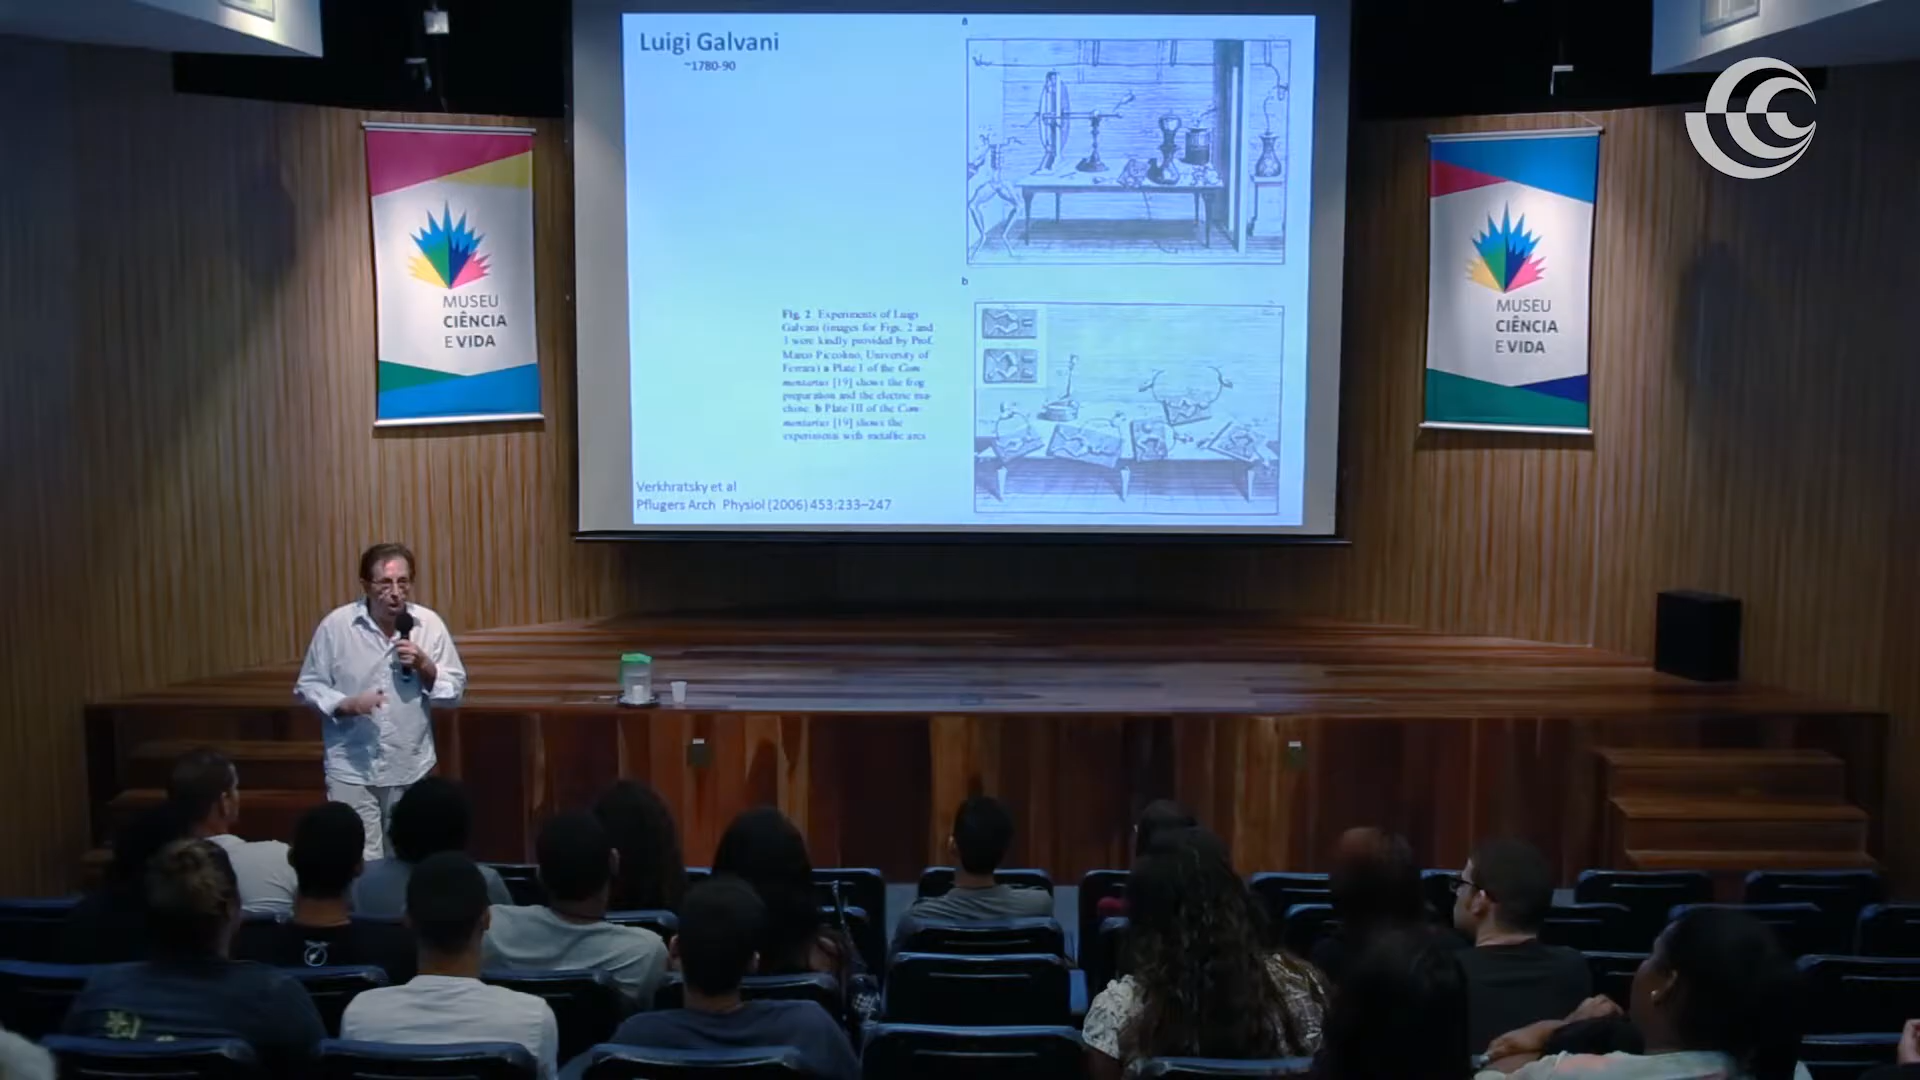 Luigi Galvani
~1780-90
a
b
Fig. 2 Experiments of Luigi
Galvani (images for Figs. 2 and
3 were kindly provided by Prof.
Marco Piccolino, University of
Ferrara) a Plate I of the Com-
mentarius [19] shows the frog
preparation and the electric ma-
chine. b Plate III of the Com-
mentarius [19] shows the
experiments with metallic arcs
Verkhratsky et al
Pflugers Arch Physiol (2006) 453:233–247
MUSEU
CIÊNCIA
E VIDA
MUSEU
CIÊNCIA
E VIDA